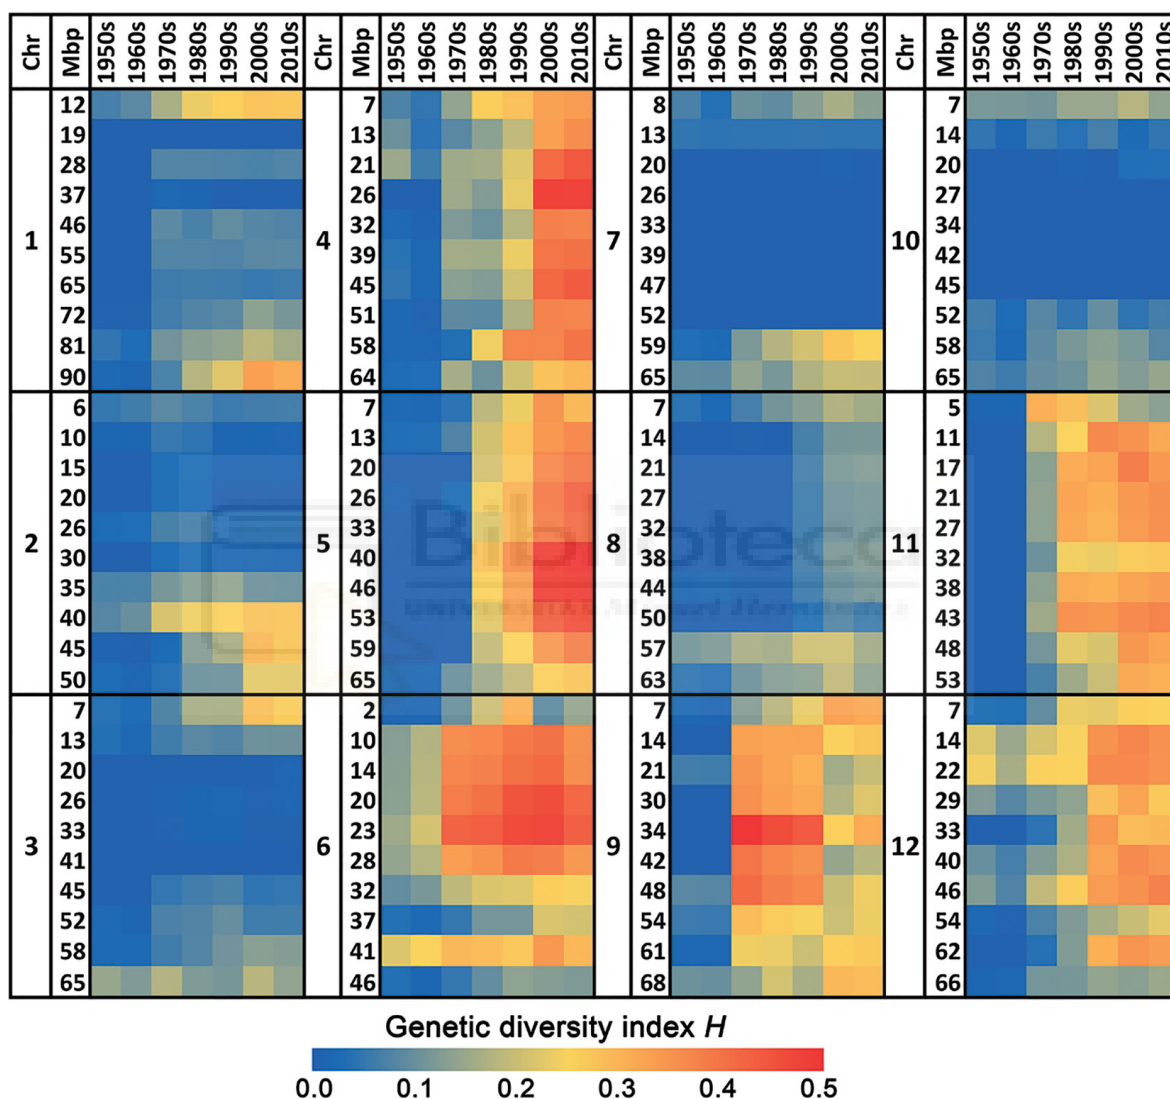 Chr Mbp 1950s 1960s 1970s 1980s 1990s 2000s 2010s Chr Mbp 1950s 1960s 1970s 1980s 1990s 2000s 2010s Chr Mbp 1950s 1960s 1970s 1980s 1990s 2000s 2010s Chr Mbp 1950s 1960s 1970s 1980s 1990s 2000s 2010s
12 7 8 7
19 13 13 14
28 21 20 20
37 26 26 27
46 32 33 34
1 4 7 10
55 39 39 42
65 45 47 45
72 51 52 52
81 58 59 58
90 64 65 65
6 7 7 5
10 13 14 11
15 20 21 17
20 26 27 21
26 33 32 27
2 5 8 11
30 40 38 32
35 46 44 38
40 53 50 43
45 59 57 48
50 65 63 53
7 2 7 7
13 10 14 14
20 14 21 22
26 20 30 29
33 23 34 33
3 6 9 12
41 28 42 40
45 32 48 46
52 37 54 54
58 41 61 62
65 46 68 66
Biblioteca
UNIVERSITAS Miguel Hernández
Genetic diversity index H
0.0 0.1 0.2 0.3 0.4 0.5